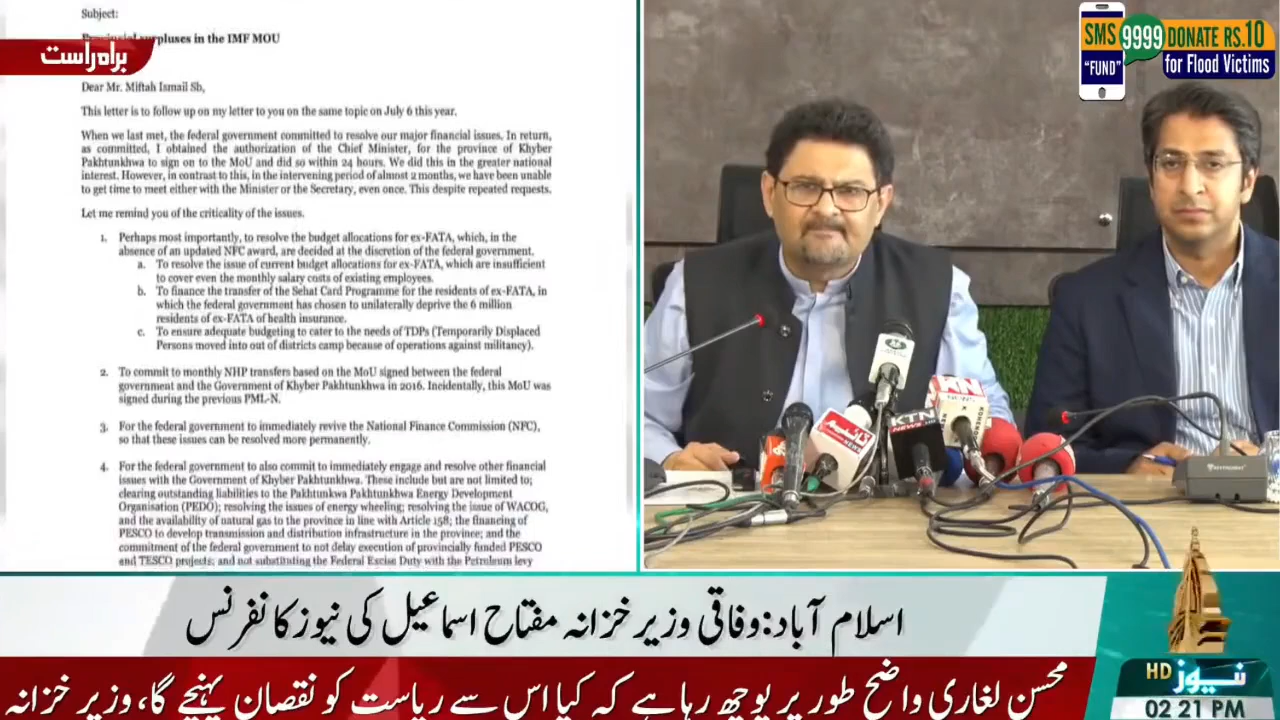 Subject:
Provincial surpluses in the IMF MOU
براہ راست
Dear Mr. Miftah Ismail Sb,
This letter is to follow up on my letter to you on the same topic on July 6 this year.
When we last met, the federal government committed to resolve our major financial issues. In return,
as committed, I obtained the authorization of the Chief Minister, for the province of Khyber
Pakhtunkhwa to sign on to the MoU and did so within 24 hours. We did this in the greater national
interest. However, in contrast to this, in the intervening period of almost 2 months, we have been unable
to get time to meet either with the Minister or the Secretary, even once. This despite repeated requests.
Let me remind you of the criticality of the issues.
1. Perhaps most importantly, to resolve the budget allocations for ex-FATA, which, in the
absence of an updated NFC award, are decided at the discretion of the federal government.
a. To resolve the issue of current budget allocations for ex-FATA, which are insufficient
to cover even the monthly salary costs of existing employees.
b. To finance the transfer of the Sehat Card Programme for the residents of ex-FATA, in
which the federal government has chosen to unilaterally deprive the 6 million
residents of ex-FATA of health insurance.
c. To ensure adequate budgeting to cater to the needs of TDPs (Temporarily Displaced
Persons moved into out of districts camp because of operations against militancy).
2. To commit to monthly NHP transfers based on the MoU signed between the federal
government and the Government of Khyber Pakhtunkhwa in 2016. Incidentally, this MoU was
signed during the previous PML-N.
3. For the federal government to immediately revive the National Finance Commission (NFC),
so that these issues can be resolved more permanently.
4. For the federal government to also commit to immediately engage and resolve other financial
issues with the Government of Khyber Pakhtunkhwa. These include but are not limited to;
clearing outstanding liabilities to the Pakhtunkwa Pakhtunkhwa Energy Development
Organisation (PEDO); resolving the issues of energy wheeling; resolving the issue of WACOG,
and the availability of natural gas to the province in line with Article 158; the financing of
PESCO to develop transmission and distribution infrastructure in the province; and the
commitment of the federal government to not delay execution of provincially funded PESCO
and TESCO projects; and not substituting the Federal Excise Duty with the Petroleum levy
SMS 9999 DONATE RS.10
"FUND" for Flood Victims
KTN
NEWS
KN
NEWS
اسلام آباد: وفاقی وزیر خزانہ مفتاح اسماعیل کی نیوز کانفرنس
محسن لغاری واضح طور پر پوچھ رہا ہے کہ کیا اس سے ریاست کو نقصان پہنچے گا، وزیر خزانہ
HD نیوز
02 21 PM